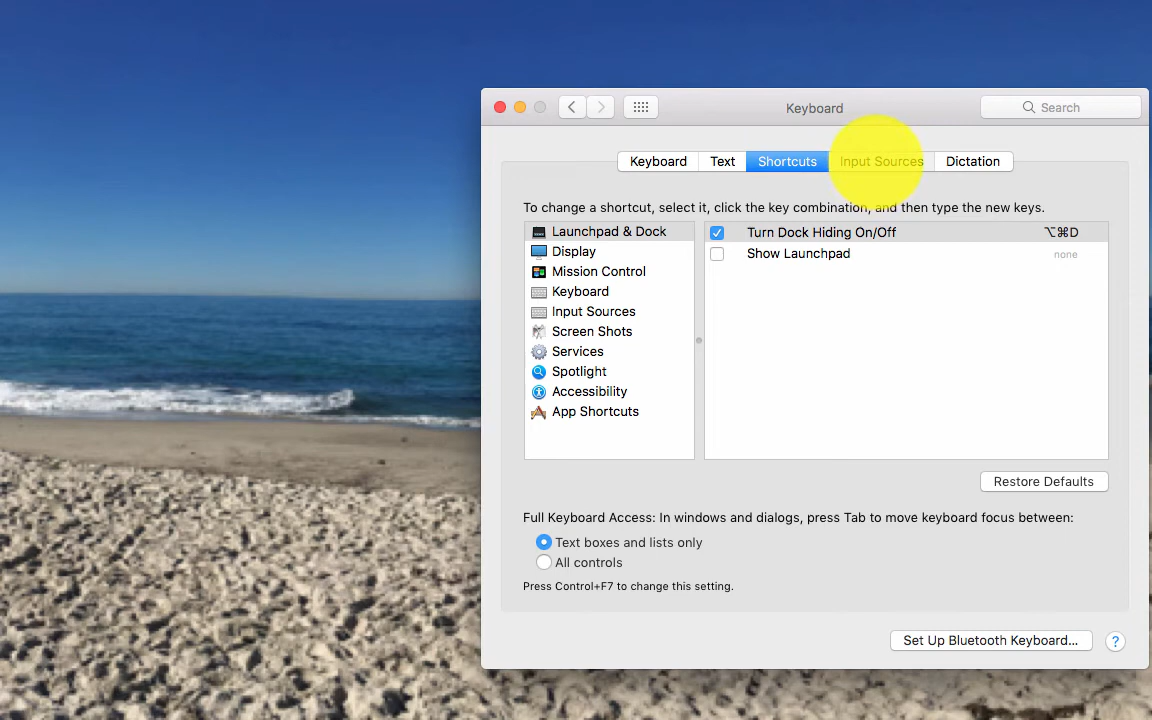 Keyboard
Search
Keyboard Text Shortcuts Input Sources Dictation
To change a shortcut, select it, click the key combination, and then type the new keys.
Launchpad & Dock
Display
Mission Control
Keyboard
Input Sources
Screen Shots
Services
Spotlight
Accessibility
App Shortcuts
Turn Dock Hiding On/Off ⌥⌘D
Show Launchpad none
Restore Defaults
Full Keyboard Access: In windows and dialogs, press Tab to move keyboard focus between:
Text boxes and lists only
All controls
Press Control+F7 to change this setting.
Set Up Bluetooth Keyboard... ?